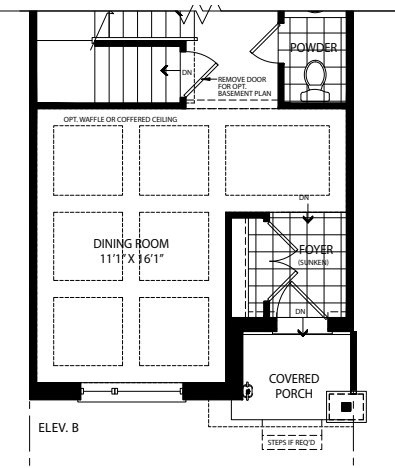 POWDER
DN
REMOVE DOOR
FOR OPT.
BASEMENT PLAN
OPT. WAFFLE OR COFFERED CEILING
DN
DINING ROOM
11'1" X 16'1"
FOYER
(SUNKEN)
DN
COVERED
PORCH
ELEV. B
STEPS IF REQ'D